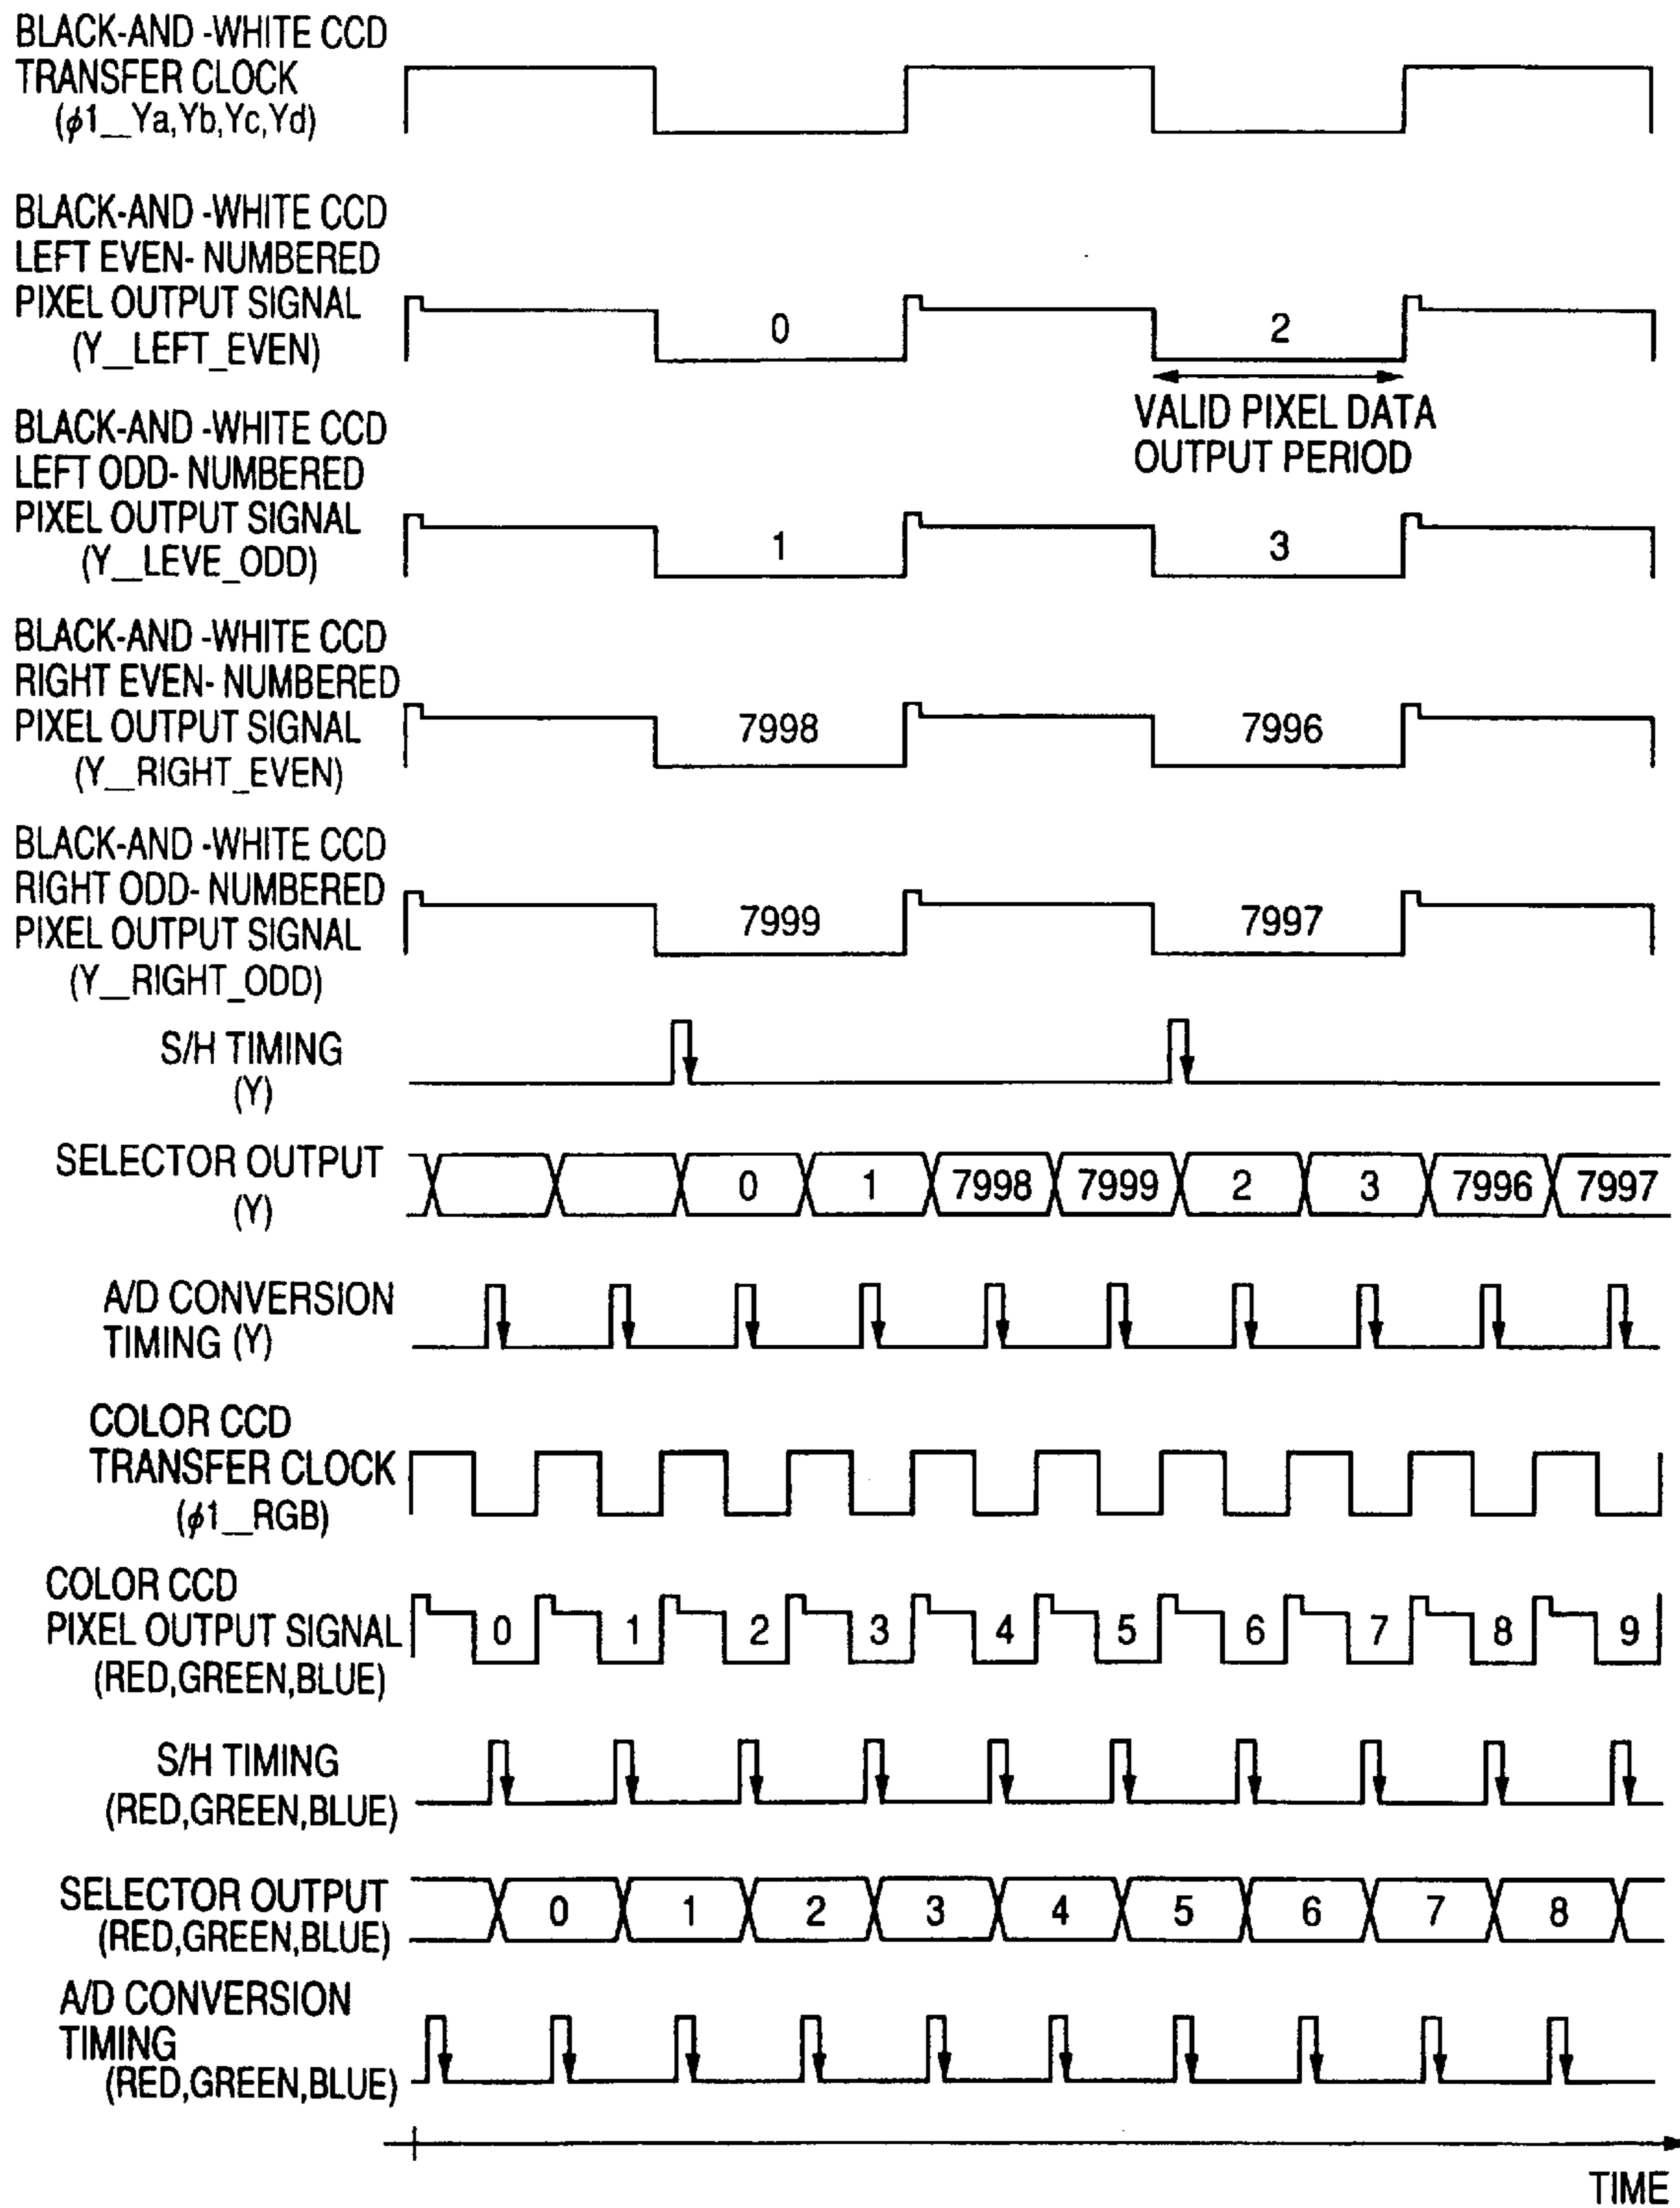 BLACK-AND -WHITE CCD
TRANSFER CLOCK
(ϕ1__Ya,Yb,Yc,Yd)
BLACK-AND -WHITE CCD
LEFT EVEN- NUMBERED
PIXEL OUTPUT SIGNAL
(Y__LEFT_EVEN)
0 2
VALID PIXEL DATA
OUTPUT PERIOD
BLACK-AND -WHITE CCD
LEFT ODD- NUMBERED
PIXEL OUTPUT SIGNAL
(Y__LEVE_ODD)
1 3
BLACK-AND -WHITE CCD
RIGHT EVEN- NUMBERED
PIXEL OUTPUT SIGNAL
(Y__RIGHT_EVEN)
7998 7996
BLACK-AND -WHITE CCD
RIGHT ODD- NUMBERED
PIXEL OUTPUT SIGNAL
(Y__RIGHT_ODD)
7999 7997
S/H TIMING
(Y)
SELECTOR OUTPUT
(Y)
0 1 7998 7999 2 3 7996 7997
A/D CONVERSION
TIMING (Y)
COLOR CCD
TRANSFER CLOCK
(ϕ1__RGB)
COLOR CCD
PIXEL OUTPUT SIGNAL
(RED,GREEN,BLUE)
0 1 2 3 4 5 6 7 8 9
S/H TIMING
(RED,GREEN,BLUE)
SELECTOR OUTPUT
(RED,GREEN,BLUE)
0 1 2 3 4 5 6 7 8
A/D CONVERSION
TIMING
(RED,GREEN,BLUE)
TIME